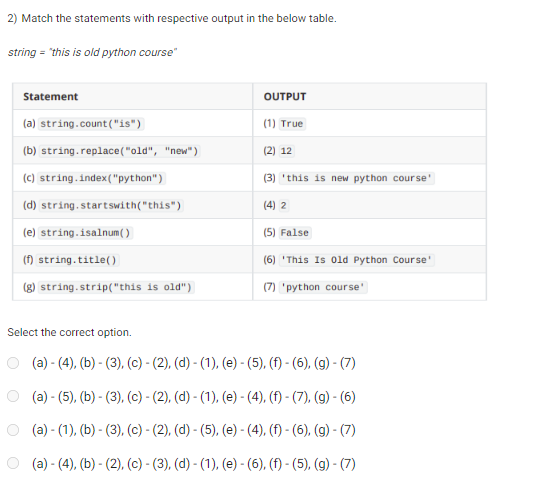 2) Match the statements with respective output in the below table.
string = "this is old python course"
Statement OUTPUT
(a) string.count("is") (1) True
(b) string.replace("old", "new") (2) 12
(c) string.index("python") (3) 'this is new python course'
(d) string.startswith("this") (4) 2
(e) string.isalnum() (5) False
(f) string.title() (6) 'This Is Old Python Course'
(g) string.strip("this is old") (7) 'python course'
Select the correct option.
(a) - (4), (b) - (3), (c) - (2), (d) - (1), (e) - (5), (f) - (6), (g) - (7)
(a) - (5), (b) - (3), (c) - (2), (d) - (1), (e) - (4), (f) - (7), (g) - (6)
(a) - (1), (b) - (3), (c) - (2), (d) - (5), (e) - (4), (f) - (6), (g) - (7)
(a) - (4), (b) - (2), (c) - (3), (d) - (1), (e) - (6), (f) - (5), (g) - (7)